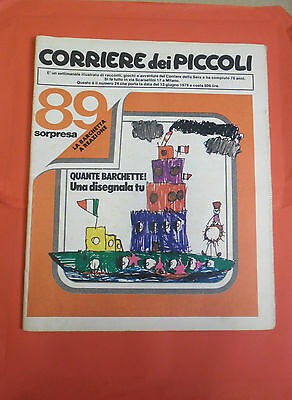 CORRIERE dei PICCOLI
E' un settimanale illustrato di racconti, giochi e avventure del Corriere della Sera e ha compiuto 70 anni.
Si fa tutto in via Scarsellini 17 a Milano.
Questo è il numero 24 che porta la data del 13 giugno 1979 e costa 500 lire.
89
sorpresa
LA BARCHETTA
A REAZIONE
QUANTE BARCHETTE!
Una disegnala tu